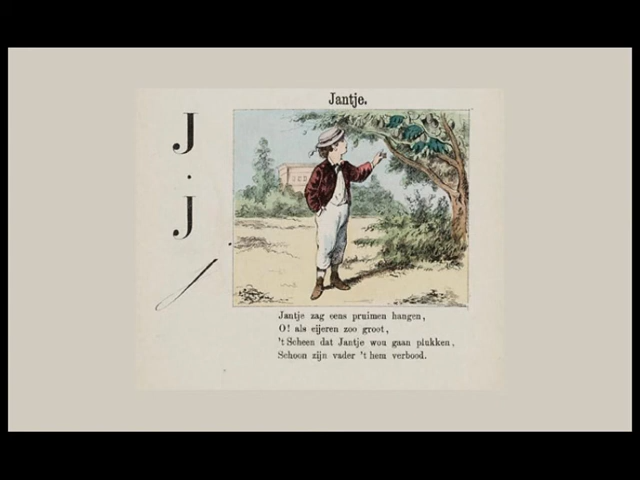 Jantje.
J
J
J
Jantje zag eens pruimen hangen,
O! als eijeren zoo groot,
't Scheen dat Jantje wou gaan plukken,
Schoon zijn vader 't hem verbood.